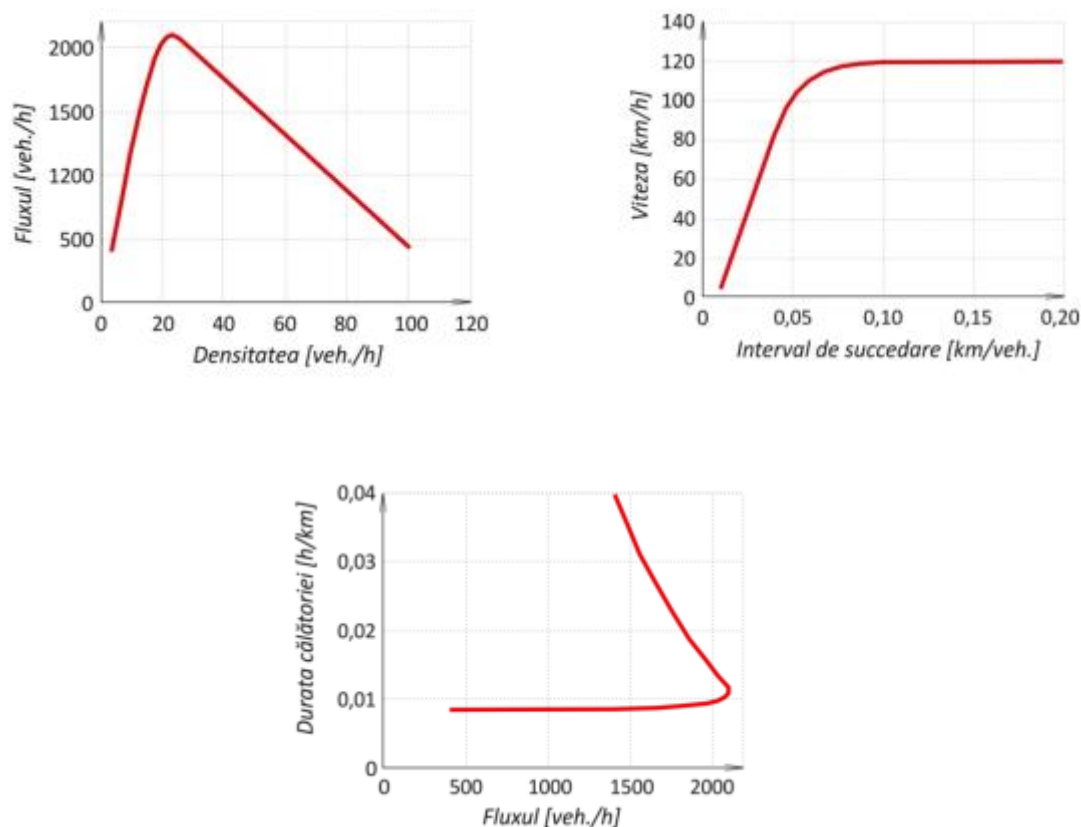 Fluxul [veh./h]
2000
1500
1200
500
0
0 20 40 60 80 100 120
Densitatea [veh./h]
Viteza [km/h]
140
120
100
80
60
40
20
0
0 0,05 0,10 0,15 0,20
Interval de succedare [km/veh.]
Durata călătoriei [h/km]
0,04
0,03
0,02
0,01
0
0 500 1000 1500 2000
Fluxul [veh./h]